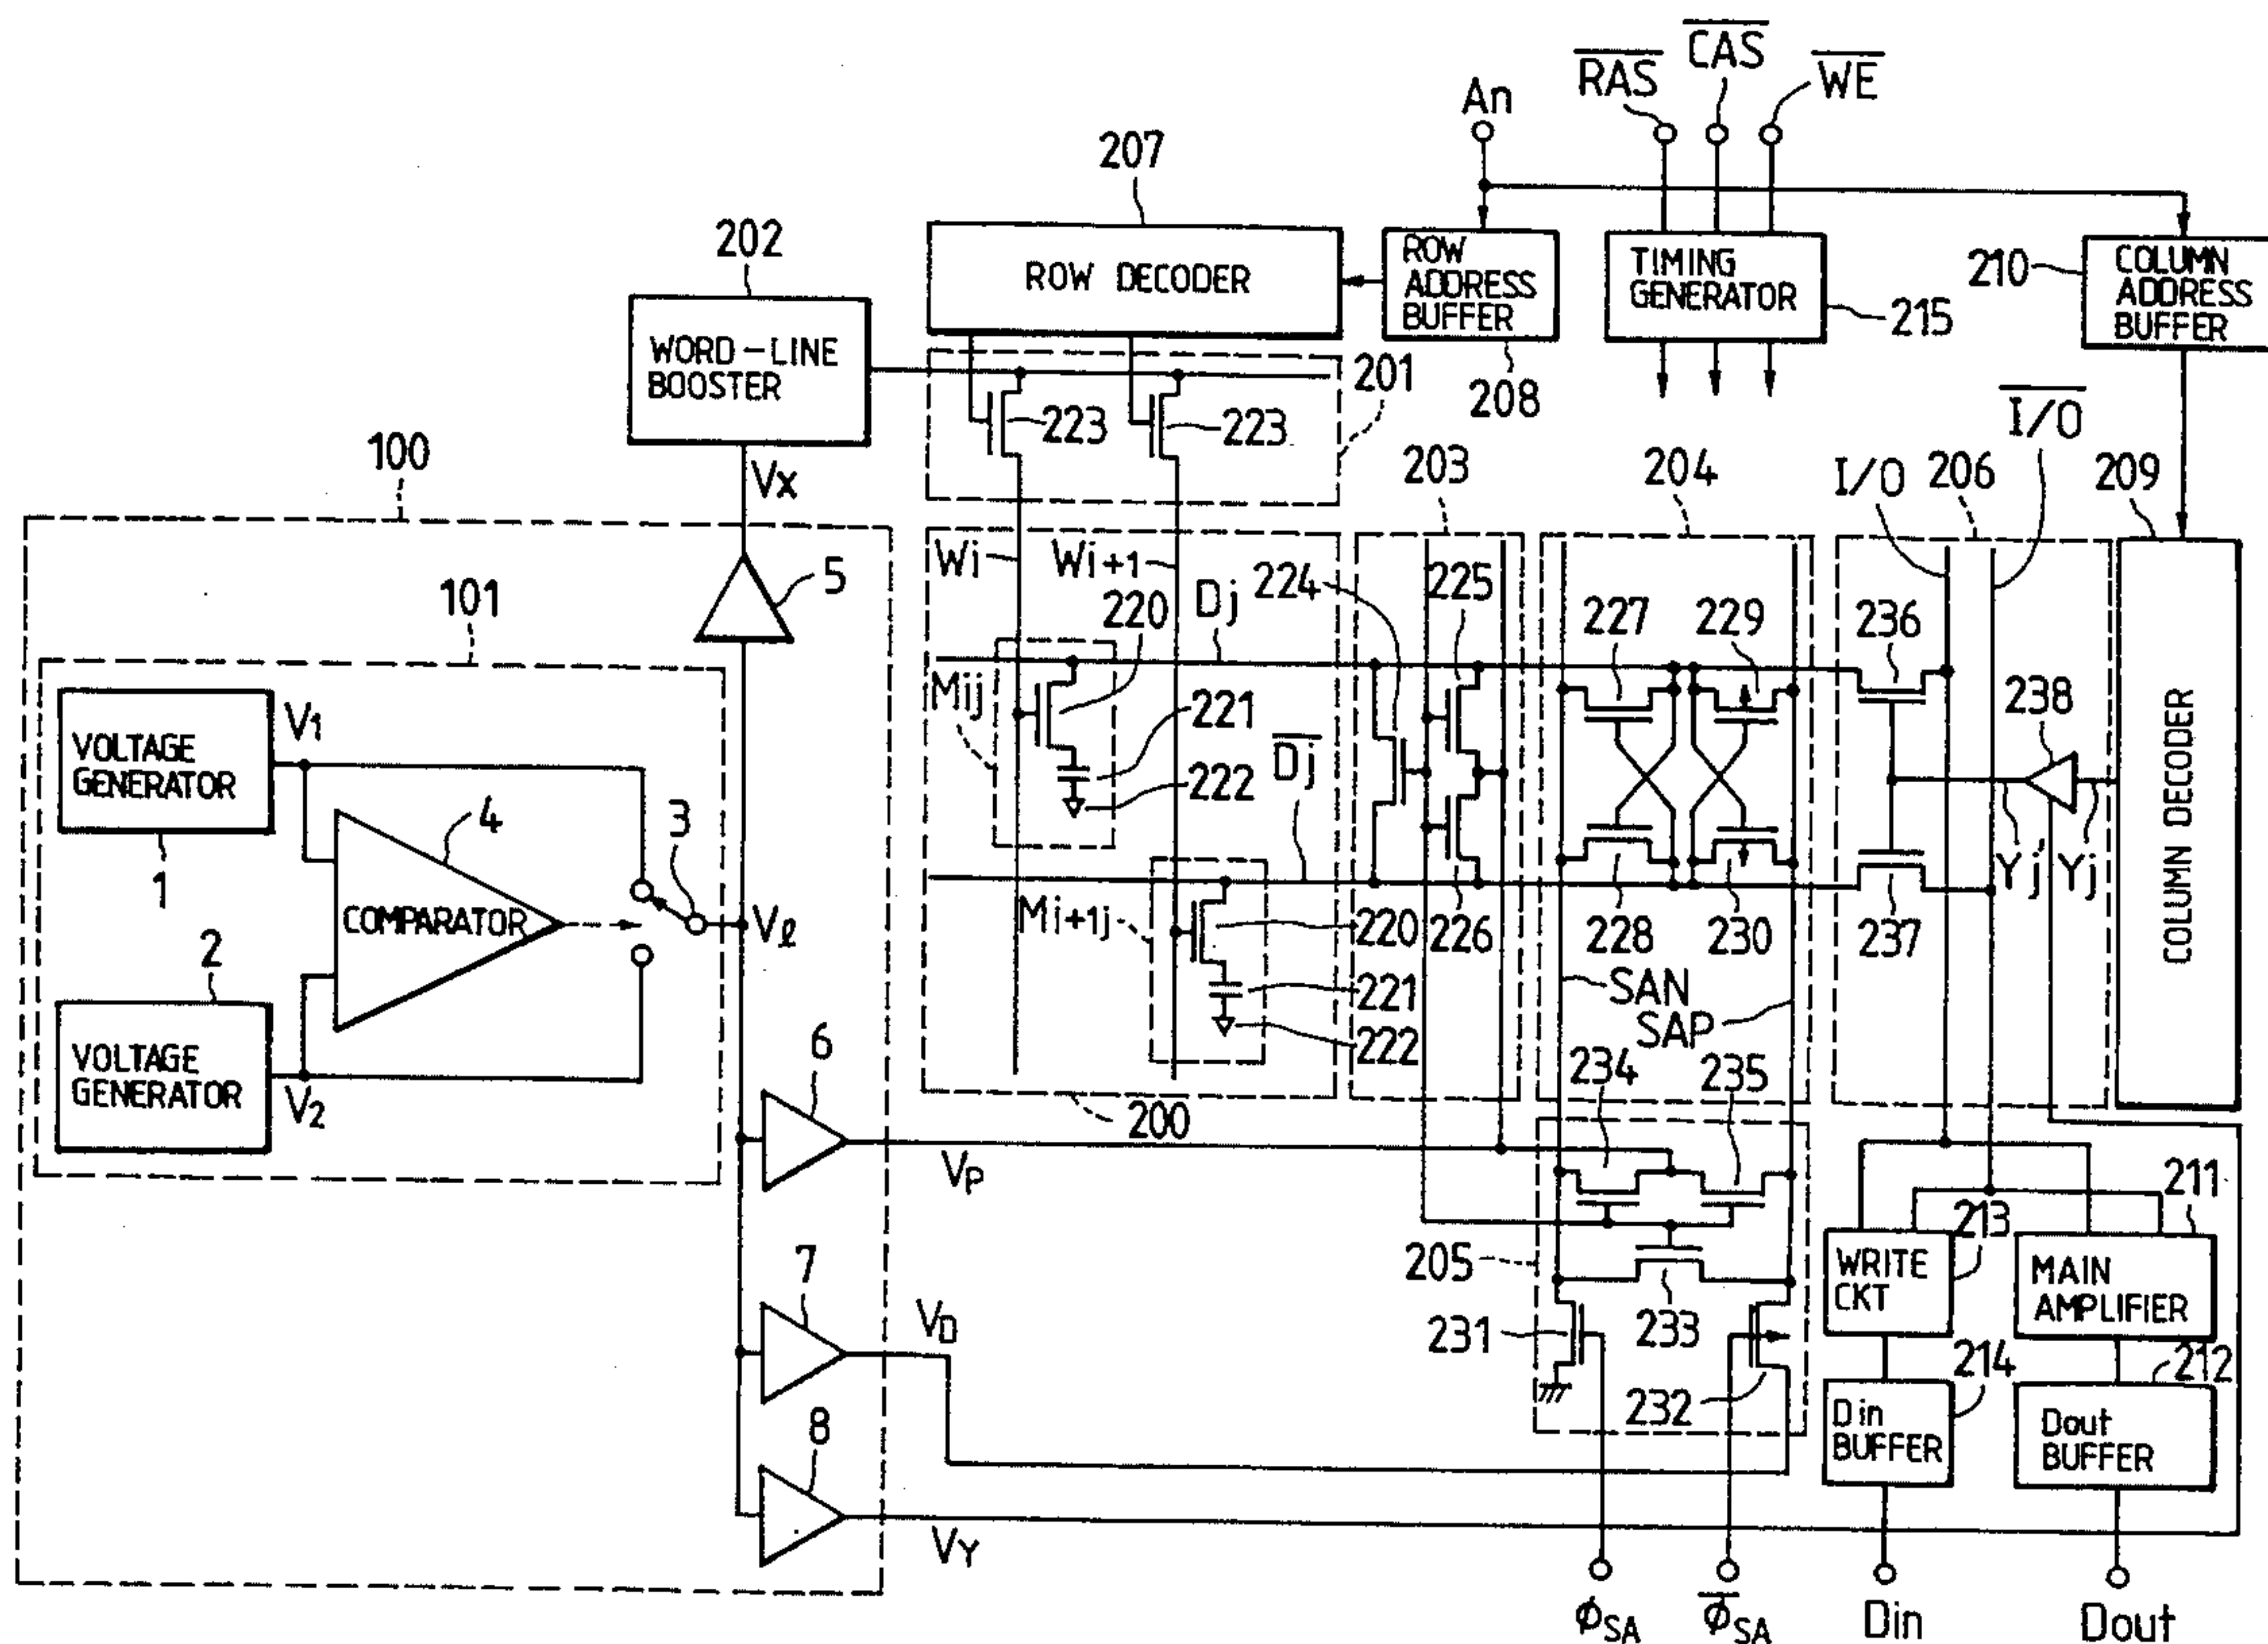 CAS
RAS
WE
An
207
202
ROW DECODER
ROW
ADDRESS
BUFFER
208
TIMING
GENERATOR
215
210
COLUMN
ADDRESS
BUFFER
WORD-LINE
BOOSTER
201
223
223
I/O
100
Vx
203
204
I/O
206
209
Wi
Wi+1
5
101
220
Dj
224
225
227
229
236
Mij
221
222
Dj
238
Yj'
Yj
COLUMN DECODER
VOLTAGE
GENERATOR
V1
1
4
3
COMPARATOR
Vℓ
Mi+1j
220
226
228
230
237
2
221
222
SAN
SAP
VOLTAGE
GENERATOR
V2
6
200
234
235
VP
211
213
7
VD
205
233
231
232
WRITE
CKT
MAIN
AMPLIFIER
214
212
8
Din
BUFFER
Dout
BUFFER
VY
φSA
φSA
Din
Dout